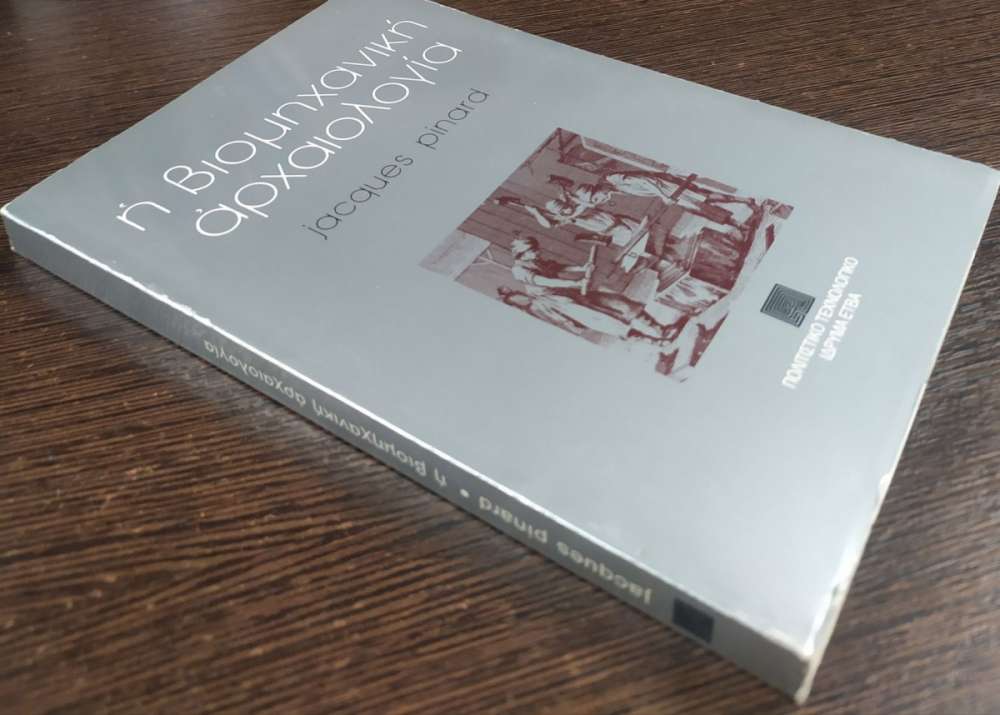 ἡ βιομηχανική
ἀρχαιολογία
jacques pinard
ΠΟΛΙΤΙΣΤΙΚΟ ΤΕΧΝΟΛΟΓΙΚΟ
ΙΔΡΥΜΑ ΕΤΒΑ
jacques pinard • ἡ βιομηχανική ἀρχαιολογία